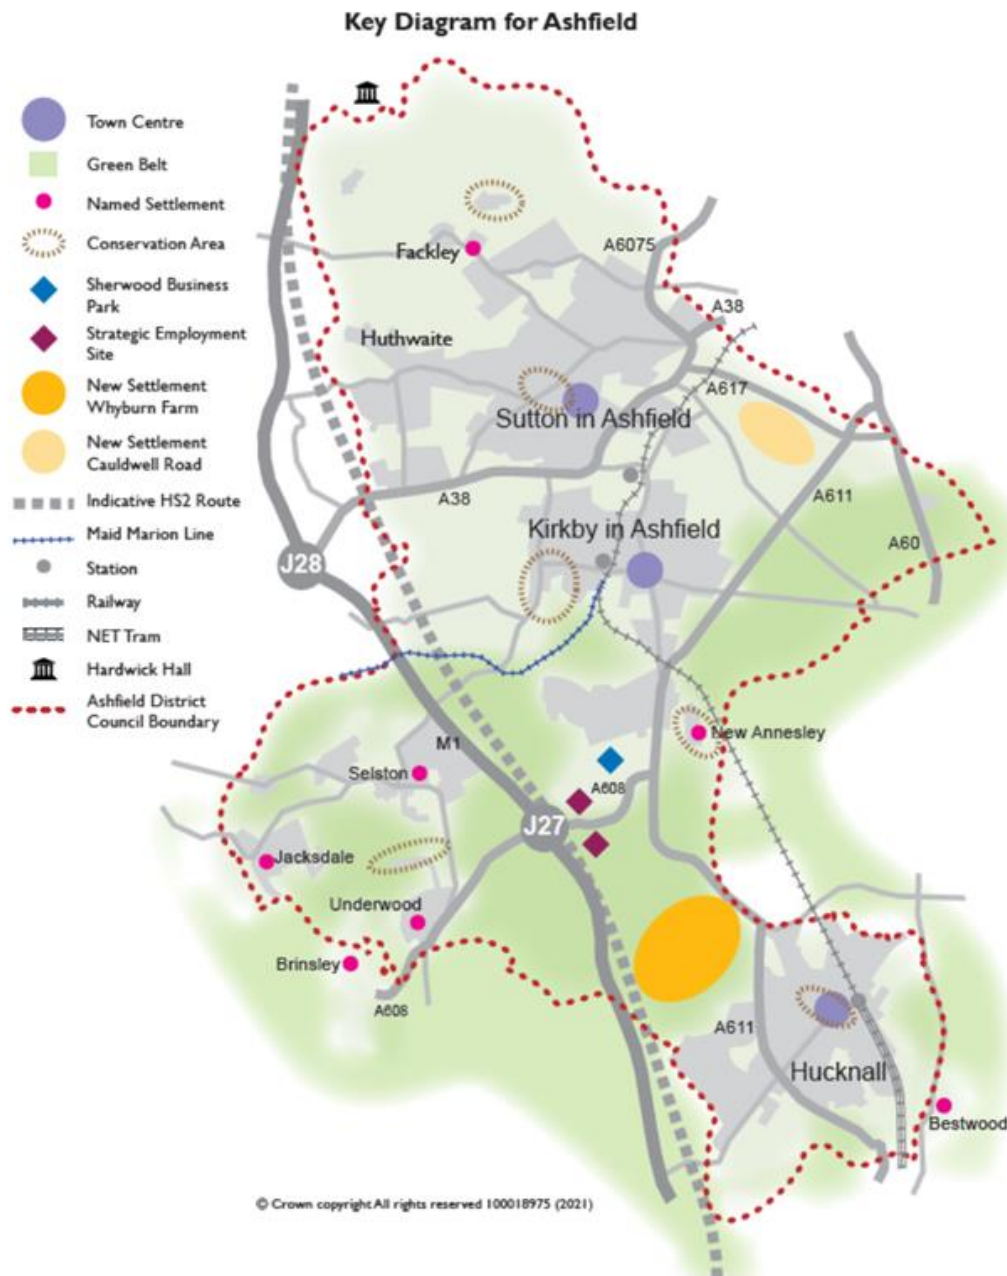 Key Diagram for Ashfield
Town Centre
Green Belt
Named Settlement
Conservation Area
Sherwood Business
Park
Strategic Employment
Site
New Settlement
Whyburn Farm
New Settlement
Cauldwell Road
Indicative HS2 Route
Maid Marion Line
Station
Railway
NET Tram
Hardwick Hall
Ashfield District
Council Boundary
Fackley
A6075
A38
Huthwaite
A617
Sutton in Ashfield
A38
A611
Kirkby in Ashfield
A60
J28
New Annesley
M1
Selston
A608
J27
Jacksdale
Underwood
Brinsley
A608
A611
Hucknall
Bestwood
© Crown copyright All rights reserved 100018975 (2021)